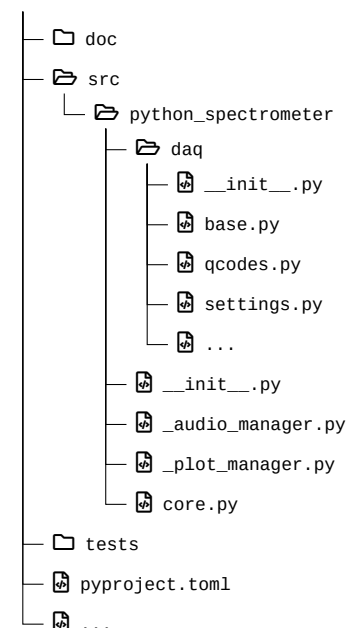 doc
src
python_spectrometer
daq
__init__.py
base.py
qcodes.py
settings.py
...
__init__.py
_audio_manager.py
_plot_manager.py
core.py
tests
pyproject.toml
...